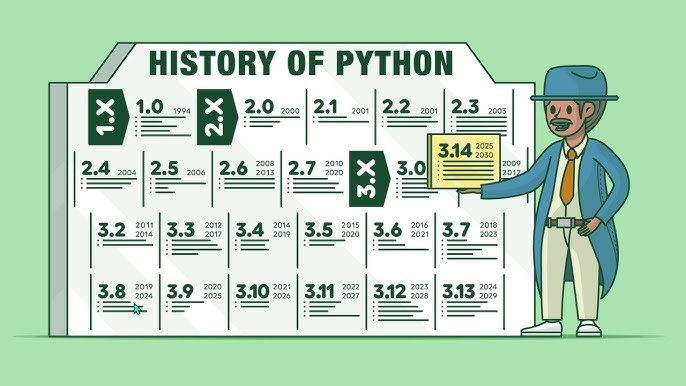 HISTORY OF PYTHON
1.X
1.0 1994
2.X
2.0 2000
2.1 2001
2.2 2001
2.3 2003
2.4 2004
2.5 2006
2.6 2008 2013
2.7 2010 2020
3.X
3.0
3.14 2025 2030
2009 2012
3.2 2011 2014
3.3 2012 2017
3.4 2014 2019
3.5 2015 2020
3.6 2016 2021
3.7 2018 2023
3.8 2019 2024
3.9 2020 2025
3.10 2021 2026
3.11 2022 2027
3.12 2023 2028
3.13 2024 2029